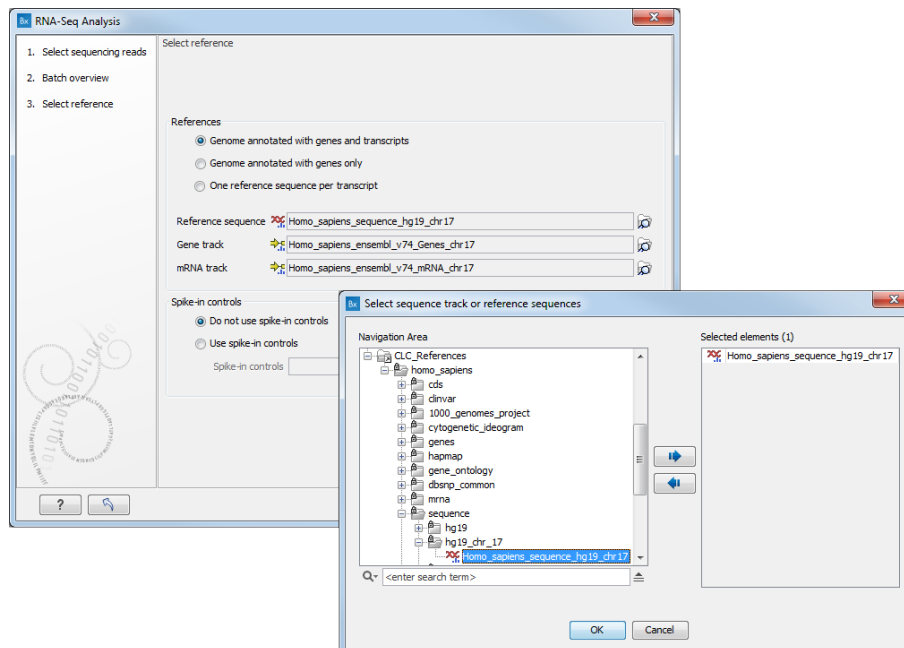 Bx RNA-Seq Analysis
1. Select sequencing reads
2. Batch overview
3. Select reference
Select reference
References
Genome annotated with genes and transcripts
Genome annotated with genes only
One reference sequence per transcript
Reference sequence Homo_sapiens_sequence_hg19_chr17
Gene track Homo_sapiens_ensembl_v74_Genes_chr17
mRNA track Homo_sapiens_ensembl_v74_mRNA_chr17
Spike-in controls
Do not use spike-in controls
Use spike-in controls
Spike-in controls
?
Bx Select sequence track or reference sequences
Navigation Area
CLC_References
homo_sapiens
cds
clinvar
1000_genomes_project
cytogenetic_ideogram
genes
hapmap
gene_ontology
dbsnp_common
mrna
sequence
hg19
hg19_chr_17
Homo_sapiens_sequence_hg19_chr17
<enter search term>
Selected elements (1)
Homo_sapiens_sequence_hg19_chr17
OK Cancel